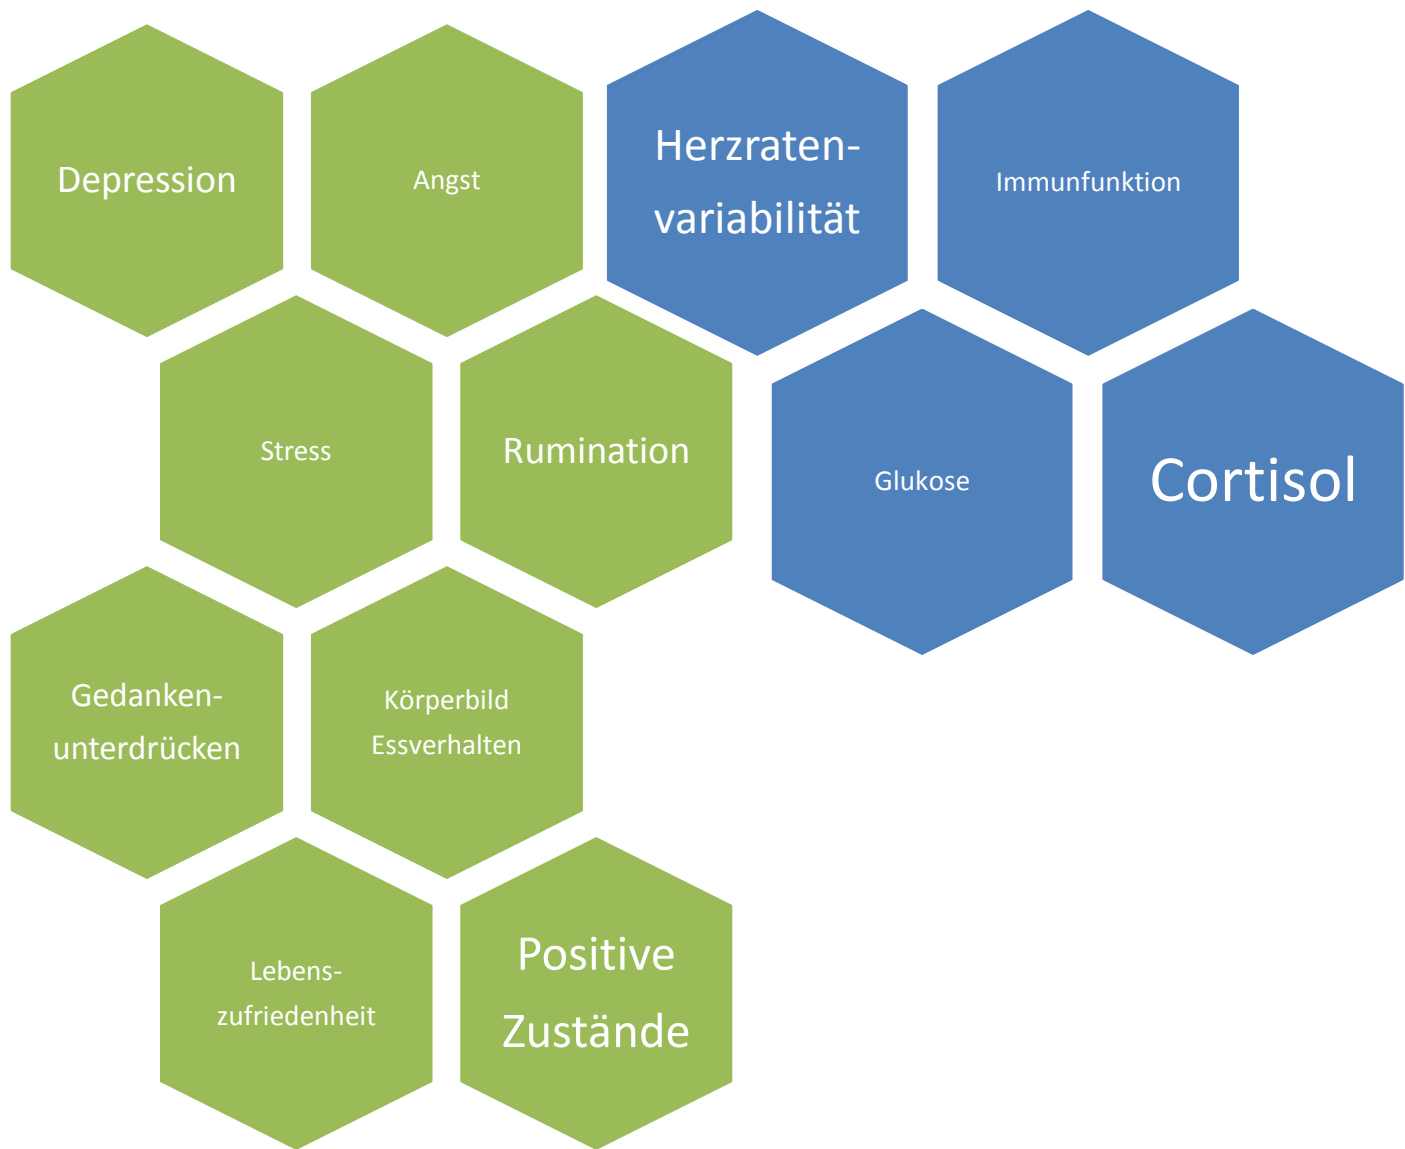 Depression
Angst
Herzraten-
variabilität
Immunfunktion
Stress
Rumination
Glukose
Cortisol
Gedanken-
unterdrücken
Körperbild
Essverhalten
Lebens-
zufriedenheit
Positive
Zustände